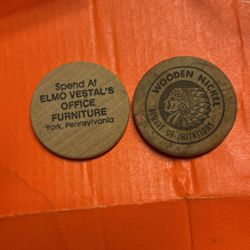 Spend At
ELMO VESTAL'S
OFFICE
FURNITURE
York, Pennsylvania
WOODEN NICKEL
BEWARE OF IMITATIONS